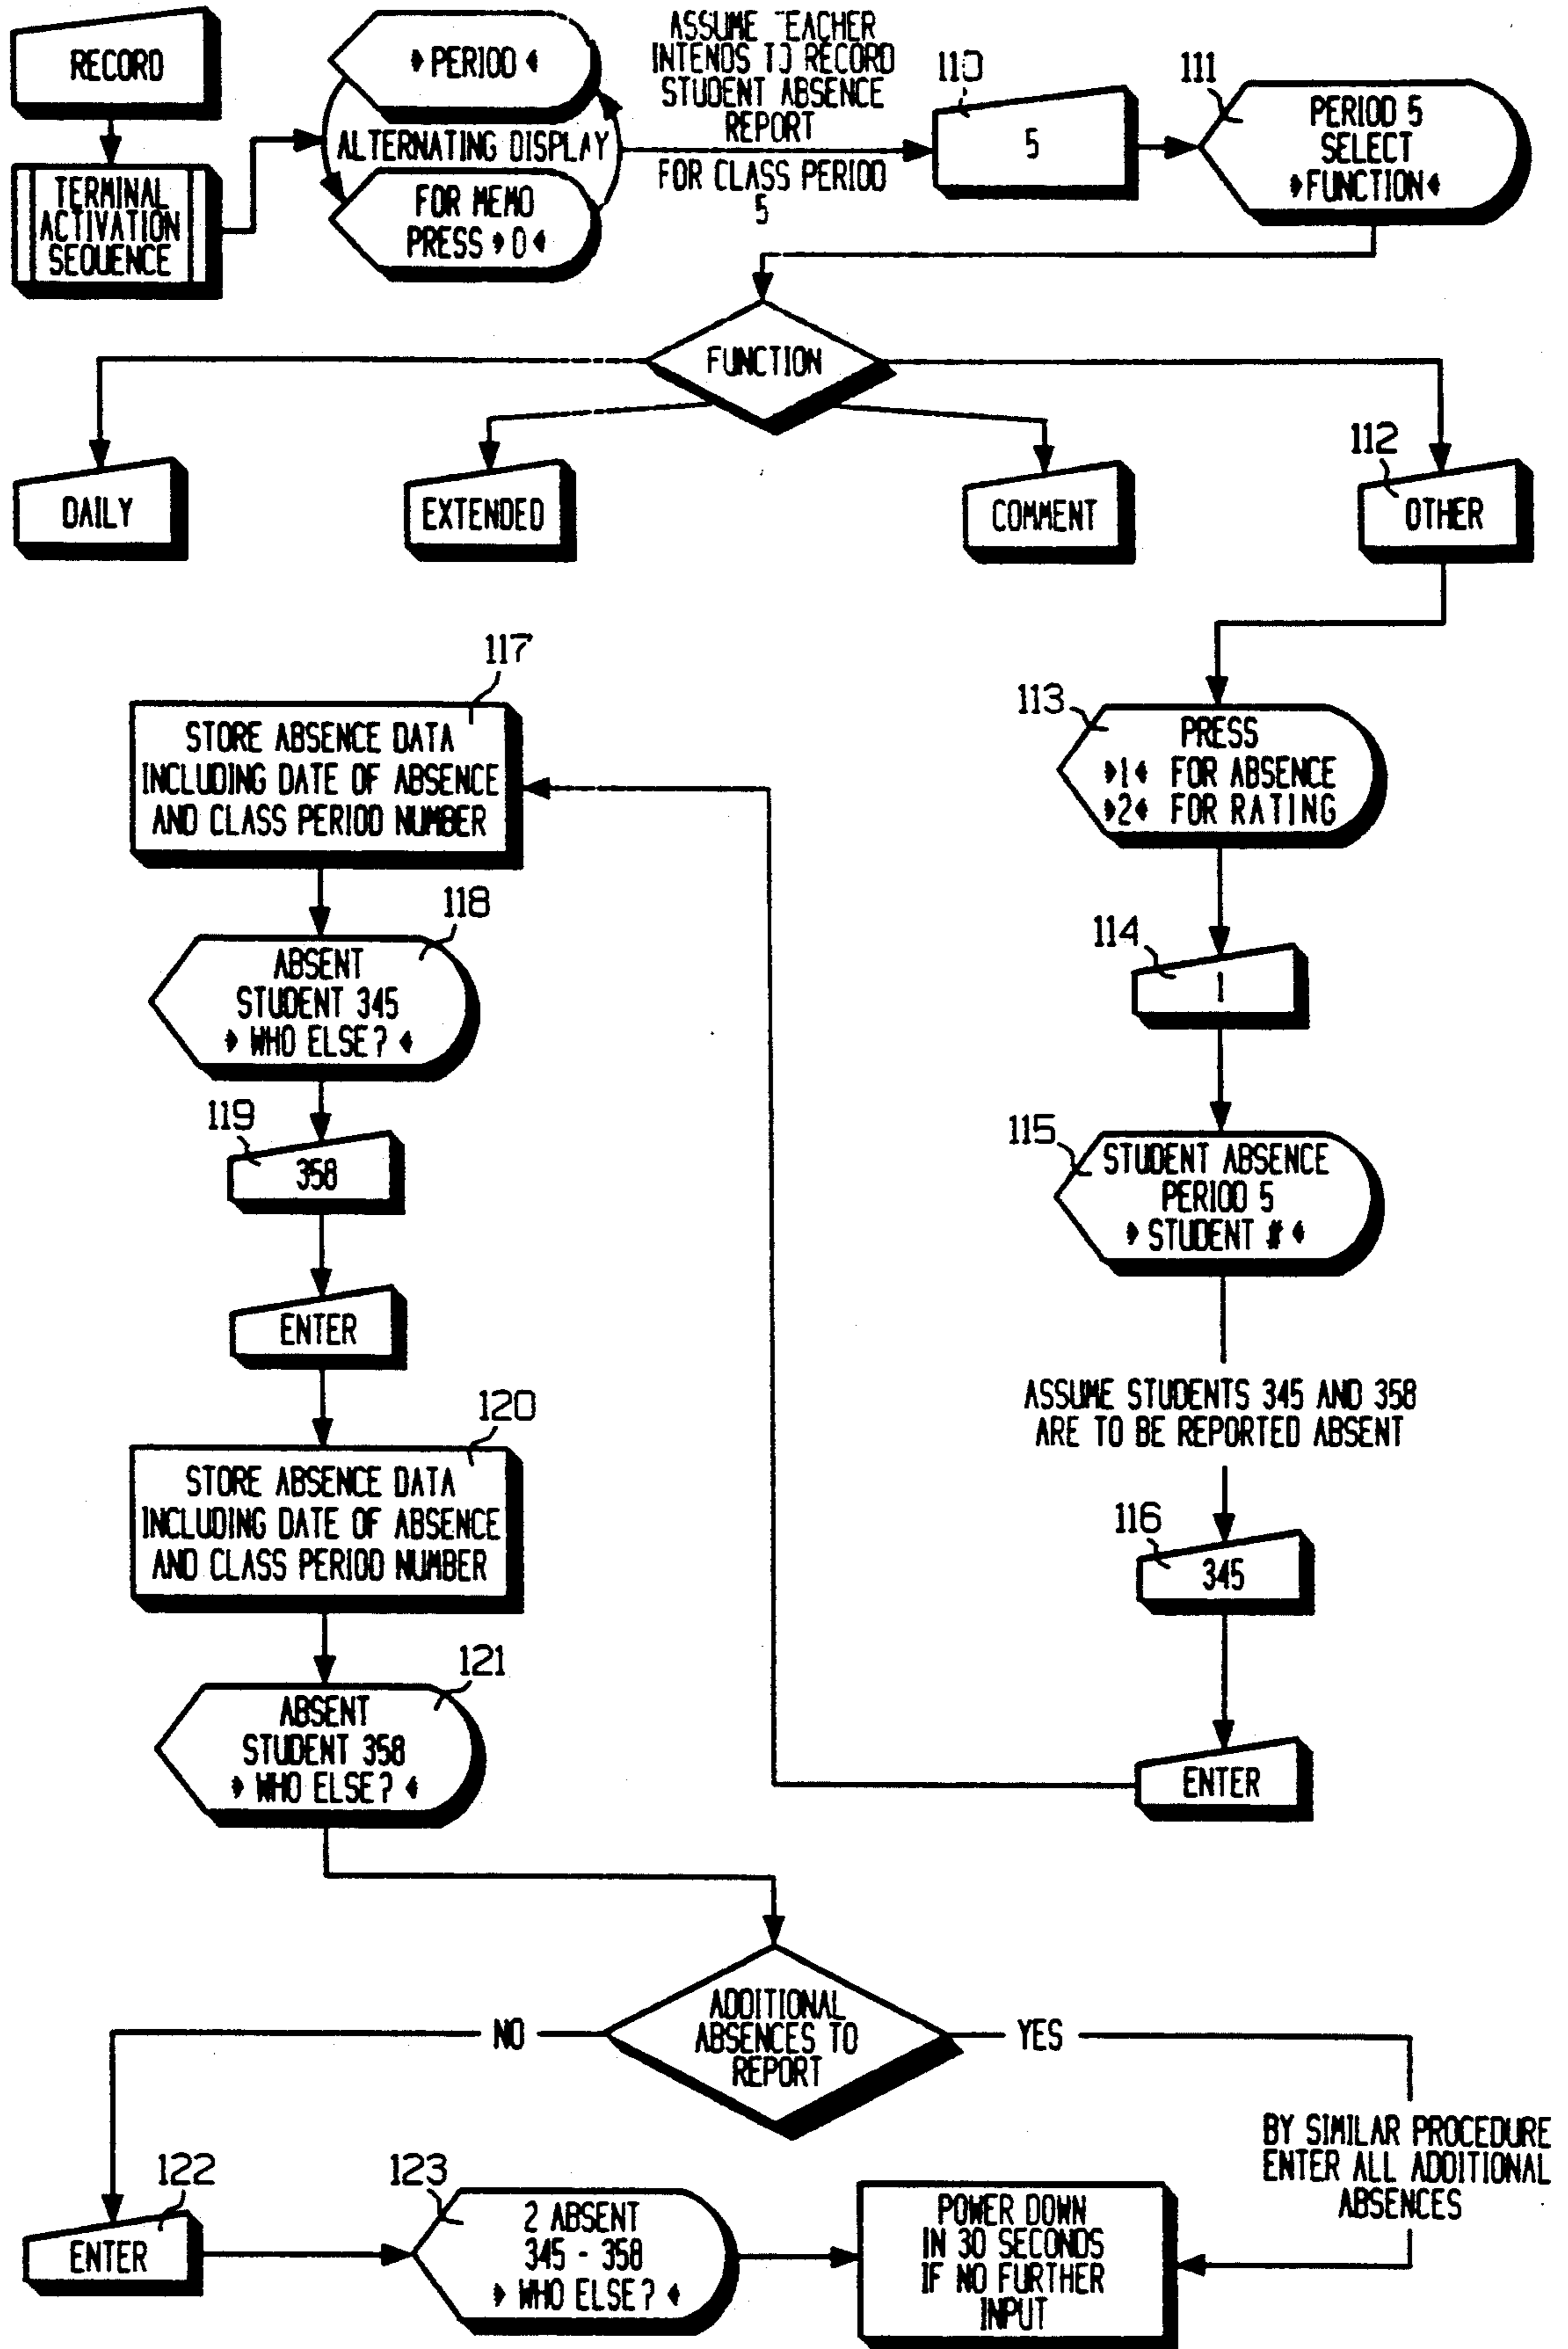 RECORD
TERMINAL
ACTIVATION
SEQUENCE
▸ PERIOD ◂
ALTERNATING DISPLAY
FOR MEMO
PRESS ▸ 0 ◂
ASSUME TEACHER
INTENDS TO RECORD
STUDENT ABSENCE
REPORT
FOR CLASS PERIOD
5
110
5
111
PERIOD 5
SELECT
▸FUNCTION◂
FUNCTION
DAILY
EXTENDED
COMMENT
112
OTHER
113
PRESS
▸1◂ FOR ABSENCE
▸2◂ FOR RATING
114
1
115
STUDENT ABSENCE
PERIOD 5
▸ STUDENT # ◂
ASSUME STUDENTS 345 AND 358
ARE TO BE REPORTED ABSENT
116
345
ENTER
117
STORE ABSENCE DATA
INCLUDING DATE OF ABSENCE
AND CLASS PERIOD NUMBER
118
ABSENT
STUDENT 345
▸ WHO ELSE? ◂
119
358
ENTER
120
STORE ABSENCE DATA
INCLUDING DATE OF ABSENCE
AND CLASS PERIOD NUMBER
121
ABSENT
STUDENT 358
▸ WHO ELSE? ◂
ADDITIONAL
ABSENCES TO
REPORT
NO
YES
BY SIMILAR PROCEDURE
ENTER ALL ADDITIONAL
ABSENCES
122
ENTER
123
2 ABSENT
345 - 358
▸ WHO ELSE? ◂
POWER DOWN
IN 30 SECONDS
IF NO FURTHER
INPUT